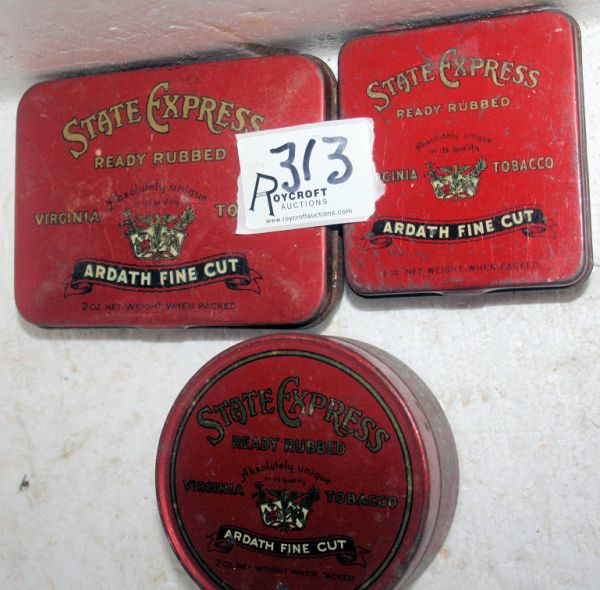 STATE EXPRESS
READY RUBBED
Absolutely unique
in its quality
VIRGINIA TO
ARDATH FINE CUT
2 OZ NET WEIGHT WHEN PACKED
313
ROYCROFT
AUCTIONS
www.roycroftauctions.com
STATE EXPRESS
READY RUBBED
Absolutely unique
in its quality
GINIA TOBACCO
ARDATH FINE CUT
OZ NET WEIGHT WHEN PACKED
STATE EXPRESS
READY RUBBED
Absolutely unique
in its quality
VIRGINIA TOBACCO
ARDATH FINE CUT
2 OZ NET WEIGHT WHEN PACKED